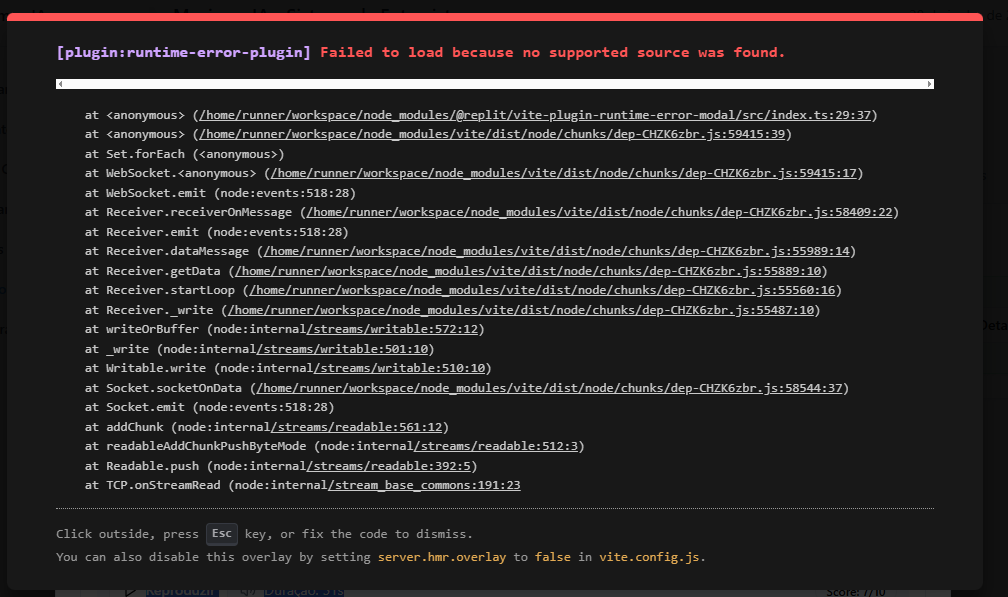 [plugin:runtime-error-plugin] Failed to load because no supported source was found.
at <anonymous> (/home/runner/workspace/node_modules/@replit/vite-plugin-runtime-error-modal/src/index.ts:29:37)
at <anonymous> (/home/runner/workspace/node_modules/vite/dist/node/chunks/dep-CHZK6zbr.js:59415:39)
at Set.forEach (<anonymous>)
at WebSocket.<anonymous> (/home/runner/workspace/node_modules/vite/dist/node/chunks/dep-CHZK6zbr.js:59415:17)
at WebSocket.emit (node:events:518:28)
at Receiver.receiverOnMessage (/home/runner/workspace/node_modules/vite/dist/node/chunks/dep-CHZK6zbr.js:58409:22)
at Receiver.emit (node:events:518:28)
at Receiver.dataMessage (/home/runner/workspace/node_modules/vite/dist/node/chunks/dep-CHZK6zbr.js:55989:14)
at Receiver.getData (/home/runner/workspace/node_modules/vite/dist/node/chunks/dep-CHZK6zbr.js:55889:10)
at Receiver.startLoop (/home/runner/workspace/node_modules/vite/dist/node/chunks/dep-CHZK6zbr.js:55560:16)
at Receiver._write (/home/runner/workspace/node_modules/vite/dist/node/chunks/dep-CHZK6zbr.js:55487:10)
at writeOrBuffer (node:internal/streams/writable:572:12)
at _write (node:internal/streams/writable:501:10)
at Writable.write (node:internal/streams/writable:510:10)
at Socket.socketOnData (/home/runner/workspace/node_modules/vite/dist/node/chunks/dep-CHZK6zbr.js:58544:37)
at Socket.emit (node:events:518:28)
at addChunk (node:internal/streams/readable:561:12)
at readableAddChunkPushByteMode (node:internal/streams/readable:512:3)
at Readable.push (node:internal/streams/readable:392:5)
at TCP.onStreamRead (node:internal/stream_base_commons:191:23
Click outside, press Esc key, or fix the code to dismiss.
You can also disable this overlay by setting server.hmr.overlay to false in vite.config.js.
Reproduzir Duração: 51s Score: 7/10